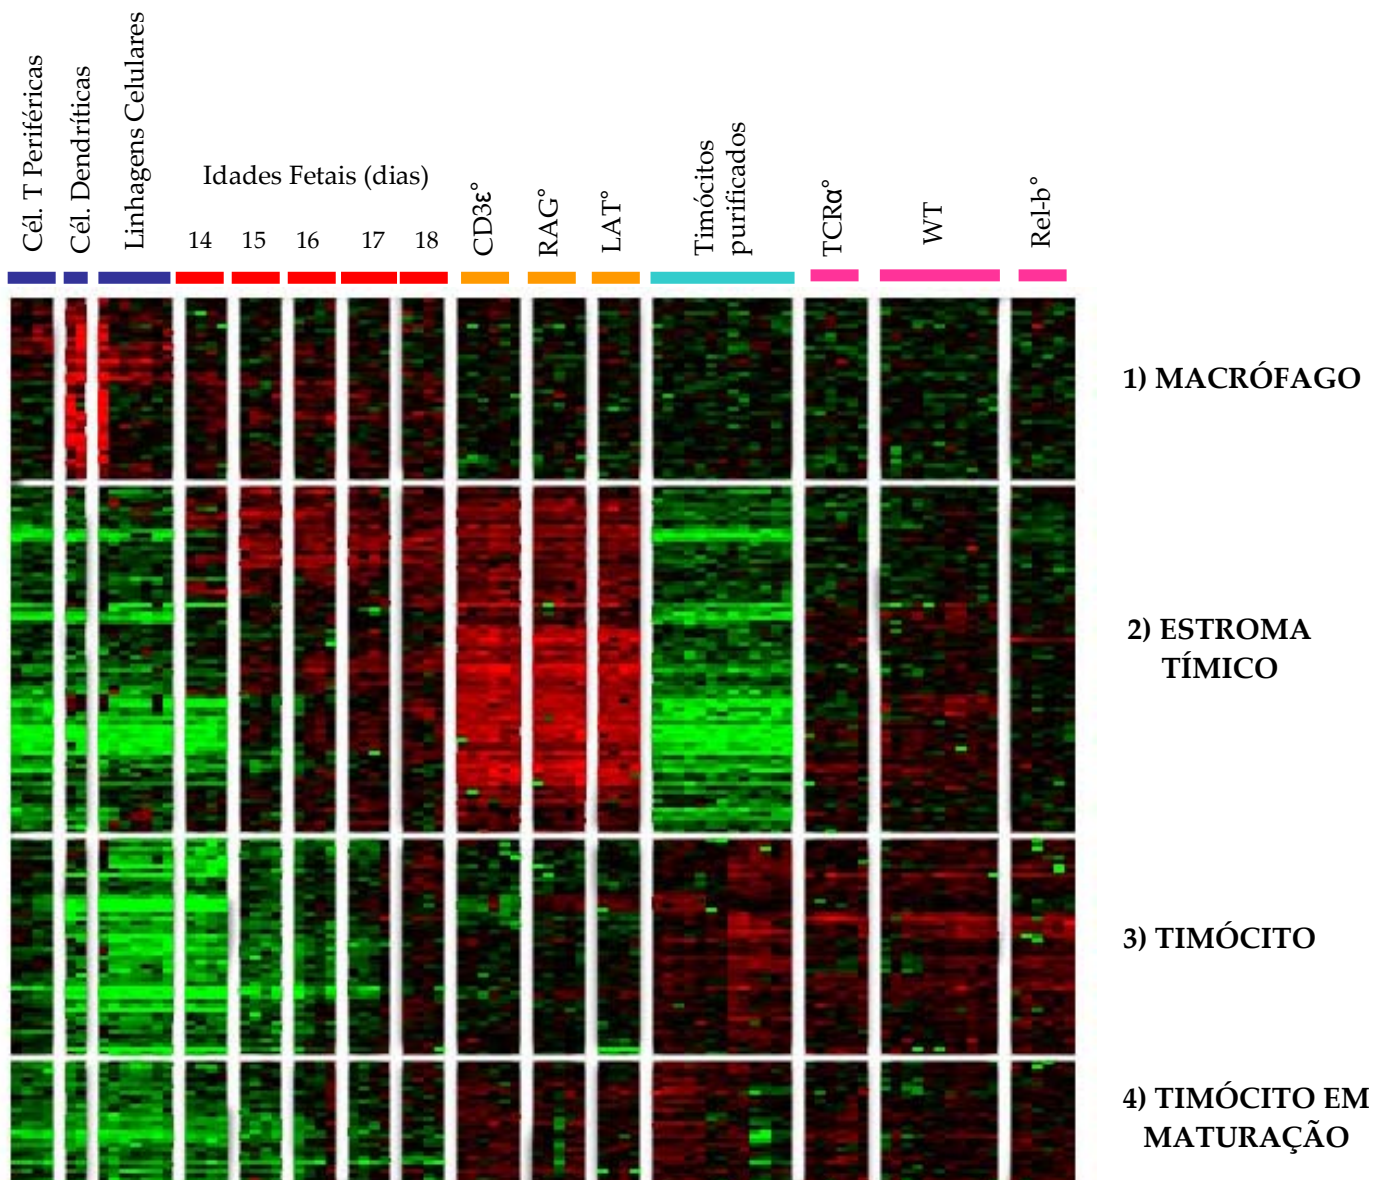 Cél. T Periféricas
Cél. Dendríticas
Linhagens Celulares
Idades Fetais (dias)
14
15
16
17
18
CD3ε°
RAG°
LAT°
Timócitos
purificados
TCRα°
WT
Rel-b°
1) MACRÓFAGO
2) ESTROMA
TÍMICO
3) TIMÓCITO
4) TIMÓCITO EM
MATURAÇÃO